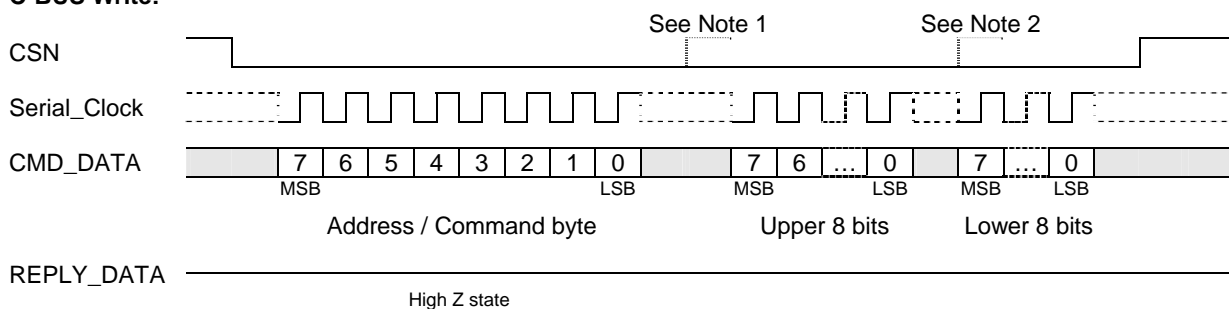 See Note 1 See Note 2
CSN
Serial_Clock
CMD_DATA 7 6 5 4 3 2 1 0 7 6 … 0 7 … 0
MSB LSB MSB LSB MSB LSB
Address / Command byte Upper 8 bits Lower 8 bits
REPLY_DATA
High Z state